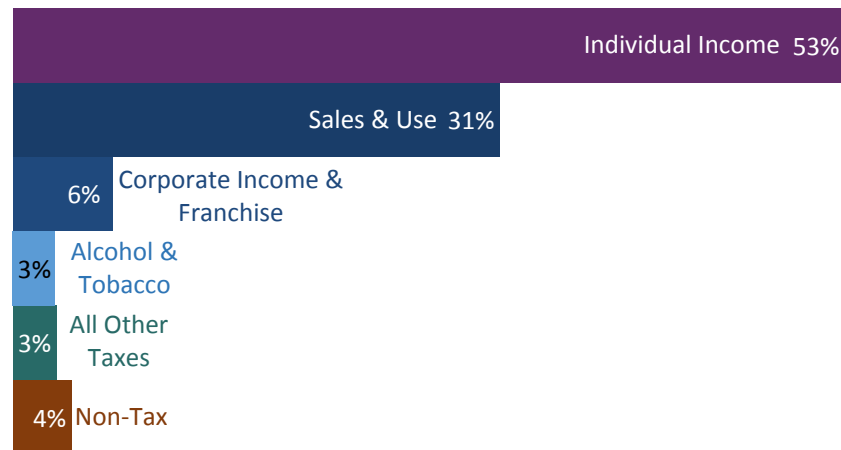 Individual Income 53%
Sales & Use 31%
6% Corporate Income &
Franchise
Alcohol &
3%
Tobacco
All Other
3%
Taxes
4% Non-Tax